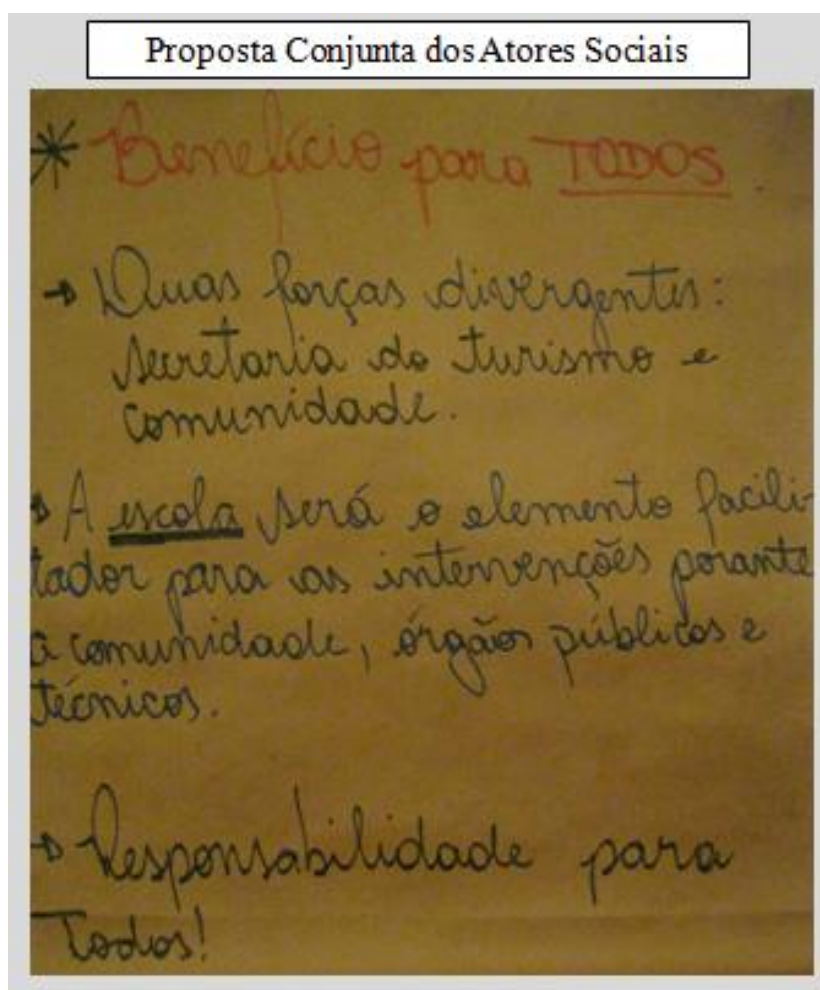 Proposta Conjunta dos Atores Sociais
* Benefício para TODOS.
→ Duas forças divergentes:
secretaria do turismo e
comunidade.
→ A escola será o elemento facili-
tador para as intervenções perante
a comunidade, órgãos públicos e
técnicos.
→ Responsabilidade para
Todos!